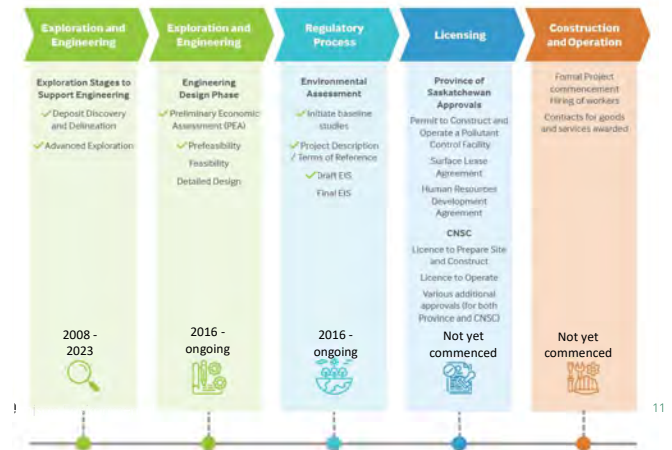 Exploration and
Engineering
Exploration Stages to
Support Engineering
✓Deposit Discovery
and Delineation
✓Advanced Exploration
2008 -
2023
Exploration and
Engineering
Engineering
Design Phase
✓Preliminary Economic
Assessment (PEA)
✓Prefeasibility
Feasibility
Detailed Design
2016 -
ongoing
Regulatory
Process
Environmental
Assessment
✓Initiate baseline
studies
✓Project Description
/ Terms of Reference
✓Draft EIS
Final EIS
2016 -
ongoing
Licensing
Province of
Saskatchewan
Approvals
Permit to Construct and
Operate a Pollutant
Control Facility
Surface Lease
Agreement
Human Resources
Development
Agreement
CNSC
Licence to Prepare Site
and Construct
Licence to Operate
Various additional
approvals (for both
Province and CNSC)
Not yet
commenced
Construction
and Operation
Formal Project
commencement
Hiring of workers
Contracts for goods
and services awarded
Not yet
commenced
11